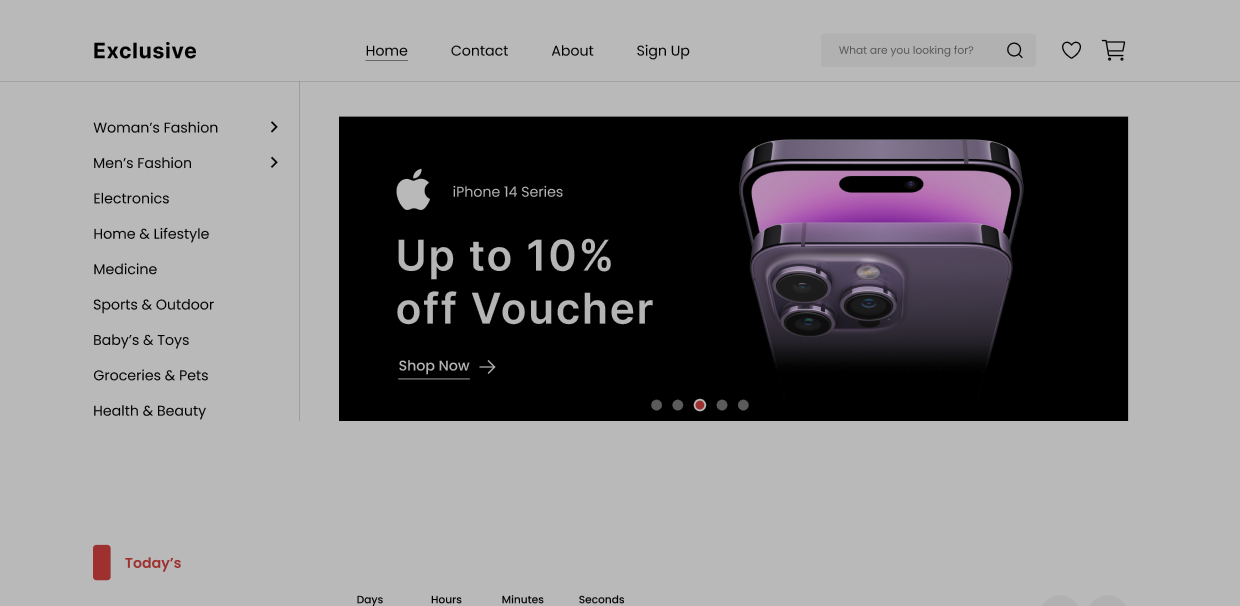 Exclusive
Home
Contact
About
Sign Up
What are you looking for?
Woman’s Fashion
Men’s Fashion
Electronics
Home & Lifestyle
Medicine
Sports & Outdoor
Baby’s & Toys
Groceries & Pets
Health & Beauty
iPhone 14 Series
Up to 10%
off Voucher
Shop Now
Today’s
Days
Hours
Minutes
Seconds